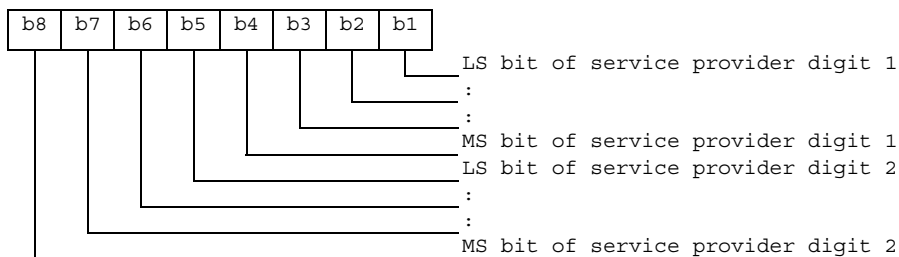 b8 b7 b6 b5 b4 b3 b2 b1
LS bit of service provider digit 1
:
:
MS bit of service provider digit 1
LS bit of service provider digit 2
:
:
MS bit of service provider digit 2